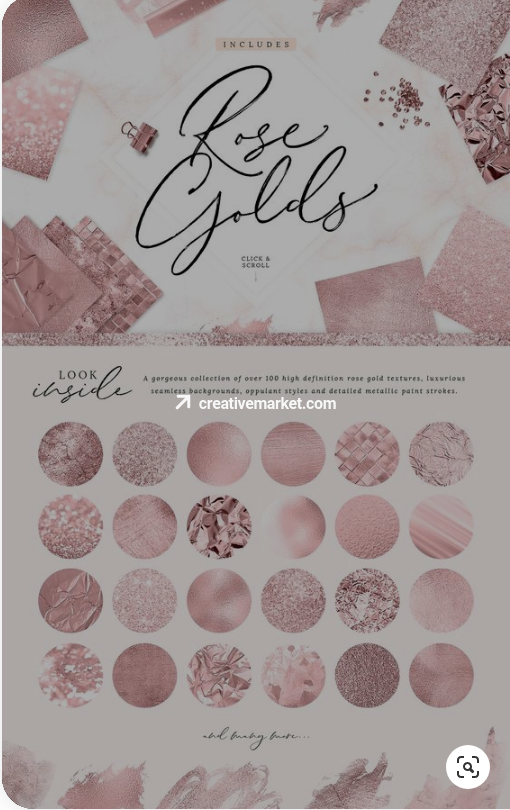 INCLUDES
Rose
Golds
CLICK &
SCROLL
LOOK
inside
A gorgeous collection of over 100 high definition rose gold textures, luxurious
seamless backgrounds, oppulant styles and detailed metallic paint strokes.
creativemarket.com
and many more...